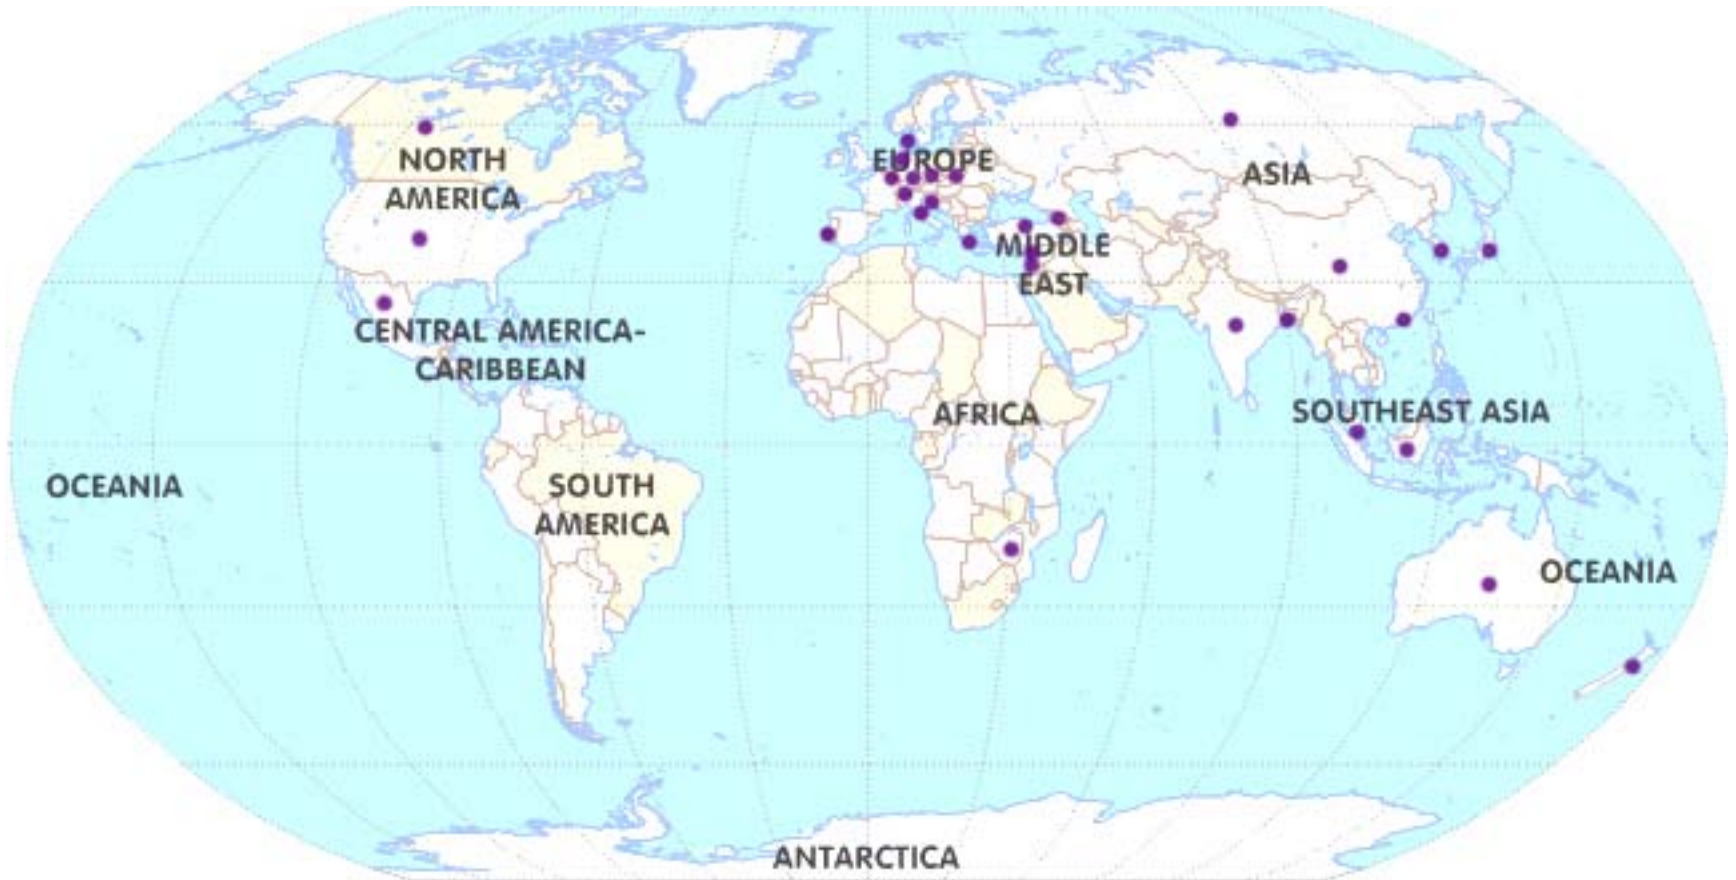 NORTH
AMERICA
EUROPE
ASIA
MIDDLE
EAST
CENTRAL AMERICA-
CARIBBEAN
AFRICA
SOUTHEAST ASIA
OCEANIA
SOUTH
AMERICA
OCEANIA
ANTARCTICA